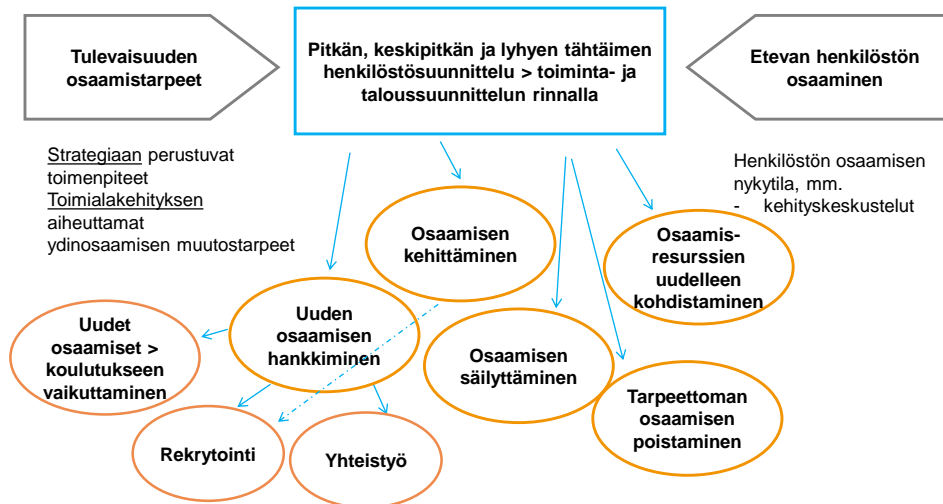 Tulevaisuuden
osaamistarpeet
Pitkän, keskipitkän ja lyhyen tähtäimen
henkilöstösuunnittelu > toiminta- ja
taloussuunnittelun rinnalla
Etevan henkilöstön
osaaminen
Strategiaan perustuvat
toimenpiteet
Toimialakehityksen
aiheuttamat
ydinosaamisen muutostarpeet
Henkilöstön osaamisen
nykytila, mm.
- kehityskeskustelut
Osaamisen
kehittäminen
Osaamis-
resurssien
uudelleen
kohdistaminen
Uuden
osaamisen
hankkiminen
Uudet
osaamiset >
koulutukseen
vaikuttaminen
Osaamisen
säilyttäminen
Tarpeettoman
osaamisen
poistaminen
Rekrytointi
Yhteistyö